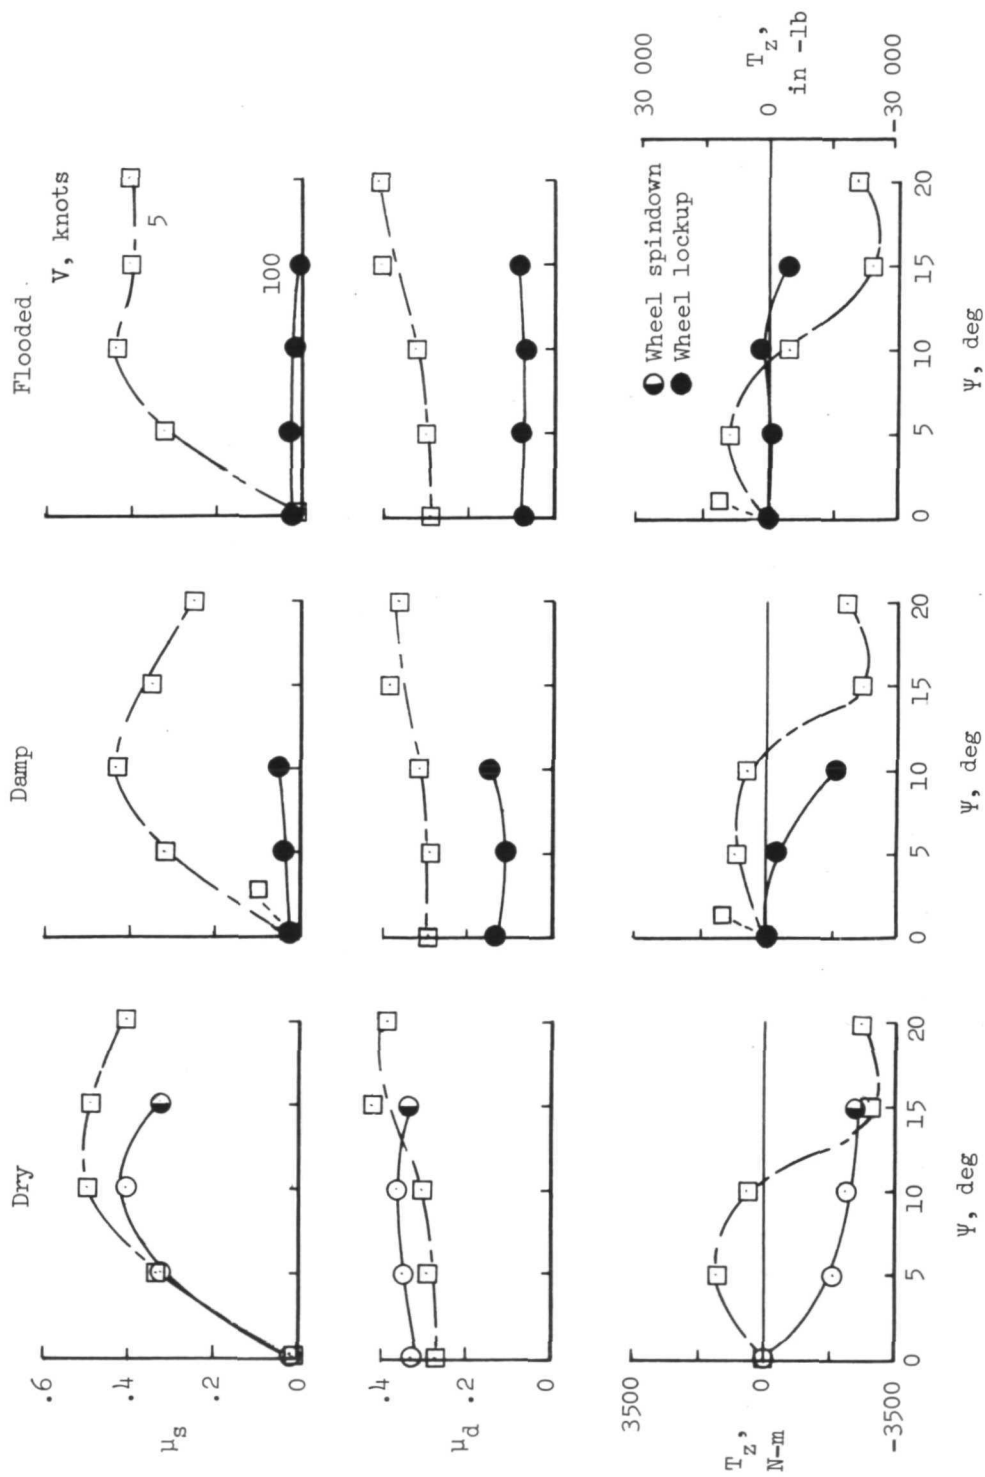 Dry
Damp
Flooded
V, knots
5
100
.6
.4
.2
0
μs
.4
.2
0
μd
3500
0
-3500
Tz,
N-m
30 000
0
-30 000
Tz,
in -lb
Wheel spindown
Wheel lockup
0 5 10 15 20
0 5 10 15 20
0 5 10 15 20
Ψ, deg
Ψ, deg
Ψ, deg